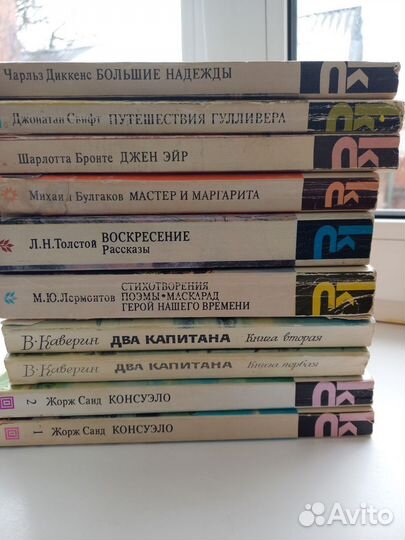 Чарльз Диккенс БОЛЬШИЕ НАДЕЖДЫ
Джонатан Свифт ПУТЕШЕСТВИЯ ГУЛЛИВЕРА
Шарлотта Бронте ДЖЕН ЭЙР
Михаил Булгаков МАСТЕР И МАРГАРИТА
Л.Н.Толстой ВОСКРЕСЕНИЕ
Рассказы
СТИХОТВОРЕНИЯ
М.Ю.Лермонтов ПОЭМЫ•МАСКАРАД
ГЕРОЙ НАШЕГО ВРЕМЕНИ
В.Каверин ДВА КАПИТАНА Книга вторая
В.Каверин ДВА КАПИТАНА Книга первая
2 Жорж Санд КОНСУЭЛО
1 Жорж Санд КОНСУЭЛО
Avito